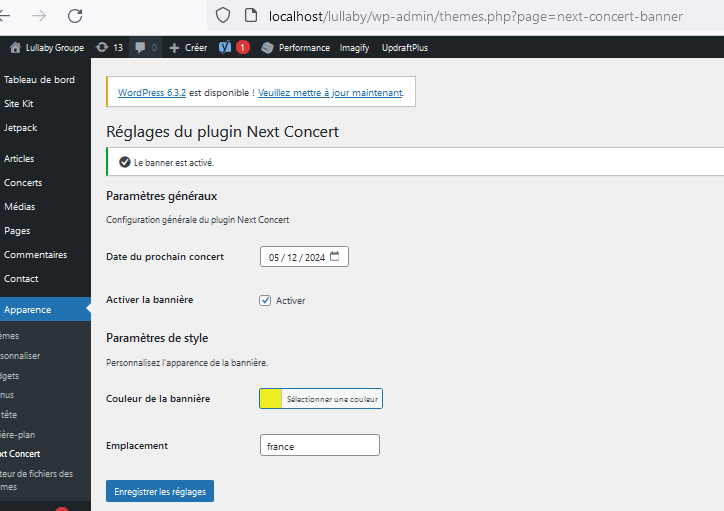 localhost/lullaby/wp-admin/themes.php?page=next-concert-banner
Lullaby Groupe 13 0 Créer 1 Performance Imagify UpdraftPlus
Tableau de bord
Site Kit
Jetpack
Articles
Concerts
Médias
Pages
Commentaires
Contact
Apparence
èmes
sonnaliser
dgets
nus
tête
ière-plan
xt Concert
teur de fichiers des
mes
WordPress 6.3.2 est disponible ! Veuillez mettre à jour maintenant.
Réglages du plugin Next Concert
Le banner est activé.
Paramètres généraux
Configuration générale du plugin Next Concert
Date du prochain concert 05 / 12 / 2024
Activer la bannière Activer
Paramètres de style
Personnalisez l'apparence de la bannière.
Couleur de la bannière Sélectionner une couleur
Emplacement france
Enregistrer les réglages